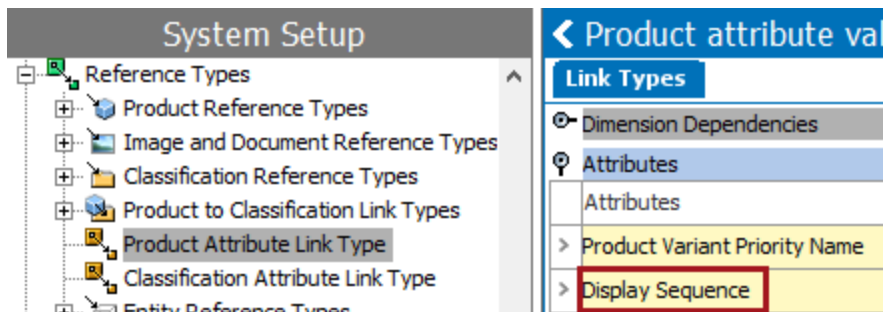 System Setup
Reference Types
Product Reference Types
Image and Document Reference Types
Classification Reference Types
Product to Classification Link Types
Product Attribute Link Type
Classification Attribute Link Type
Entity Reference Types
Product attribute val
Link Types
Dimension Dependencies
Attributes
Attributes
Product Variant Priority Name
Display Sequence